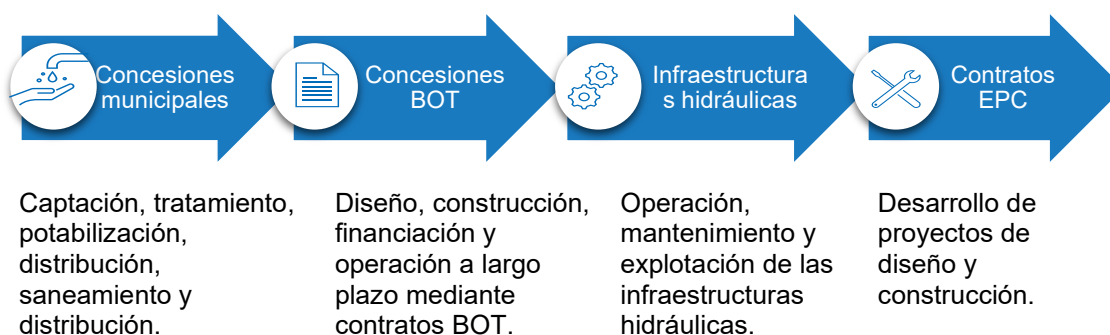 Concesiones
municipales
Concesiones
BOT
Infraestructura
s hidráulicas
Contratos
EPC
Captación, tratamiento,
potabilización,
distribución,
saneamiento y
distribución.
Diseño, construcción,
financiación y
operación a largo
plazo mediante
contratos BOT.
Operación,
mantenimiento y
explotación de las
infraestructuras
hidráulicas.
Desarrollo de
proyectos de
diseño y
construcción.